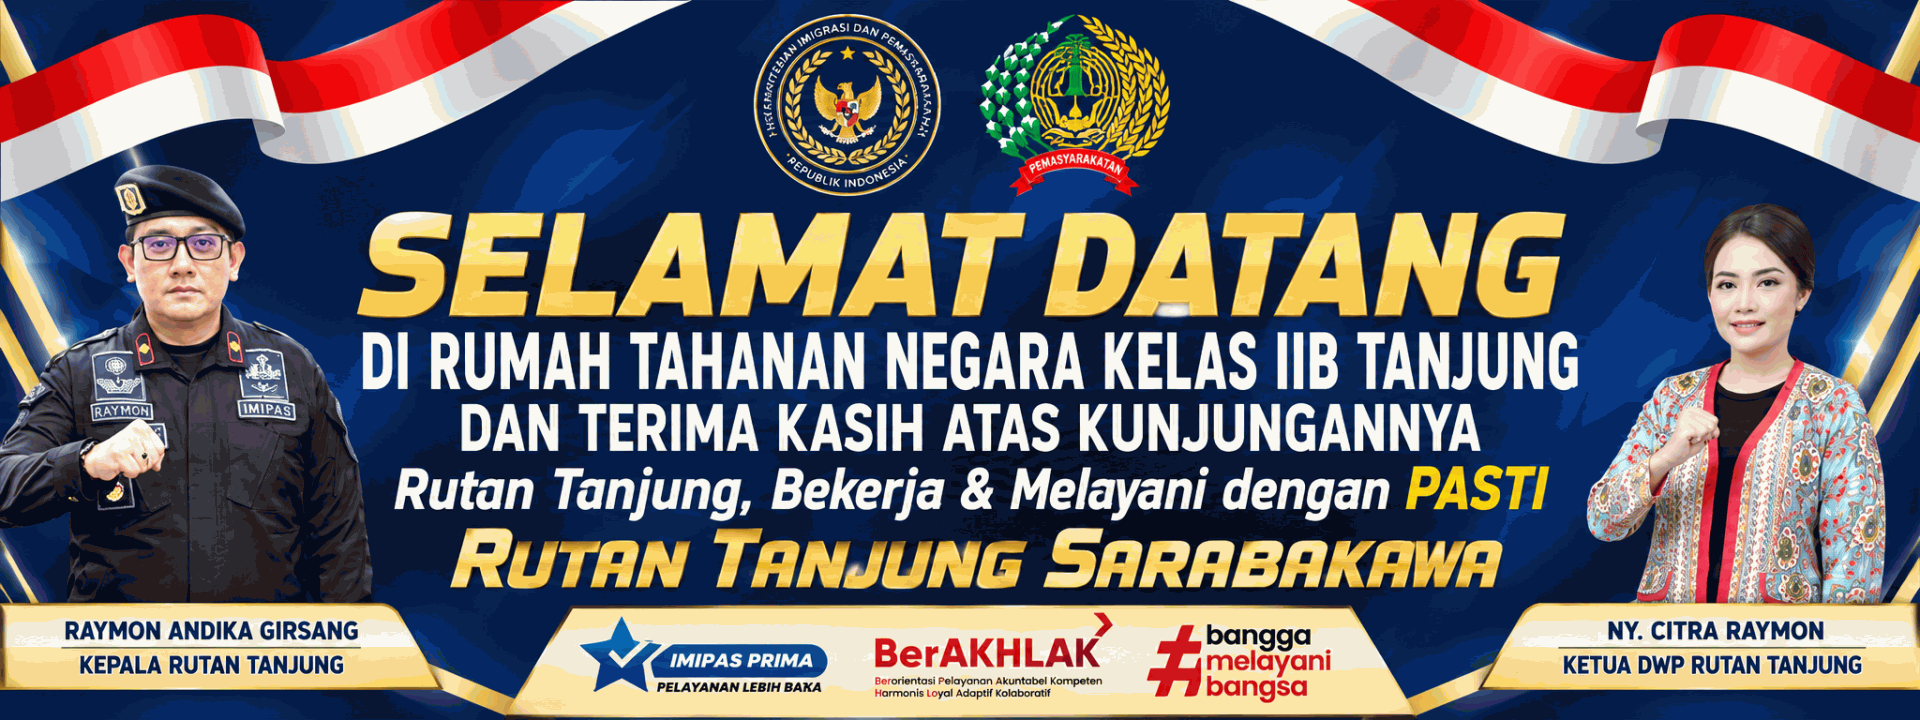 KEMENTERIAN IMIGRASI DAN PEMASYARAKATAN
REPUBLIK INDONESIA
PEMASYARAKATAN
SELAMAT DATANG
DI RUMAH TAHANAN NEGARA KELAS IIB TANJUNG
DAN TERIMA KASIH ATAS KUNJUNGANNYA
Rutan Tanjung, Bekerja & Melayani dengan PASTI
RUTAN TANJUNG SARABAKAWA
RAYMON
IMIPAS
RAYMON ANDIKA GIRSANG
KEPALA RUTAN TANJUNG
IMIPAS PRIMA
PELAYANAN LEBIH BAKA
BerAKHLAK
Berorientasi Pelayanan Akuntabel Kompeten
Harmonis Loyal Adaptif Kolaboratif
#bangga
melayani
bangsa
NY. CITRA RAYMON
KETUA DWP RUTAN TANJUNG